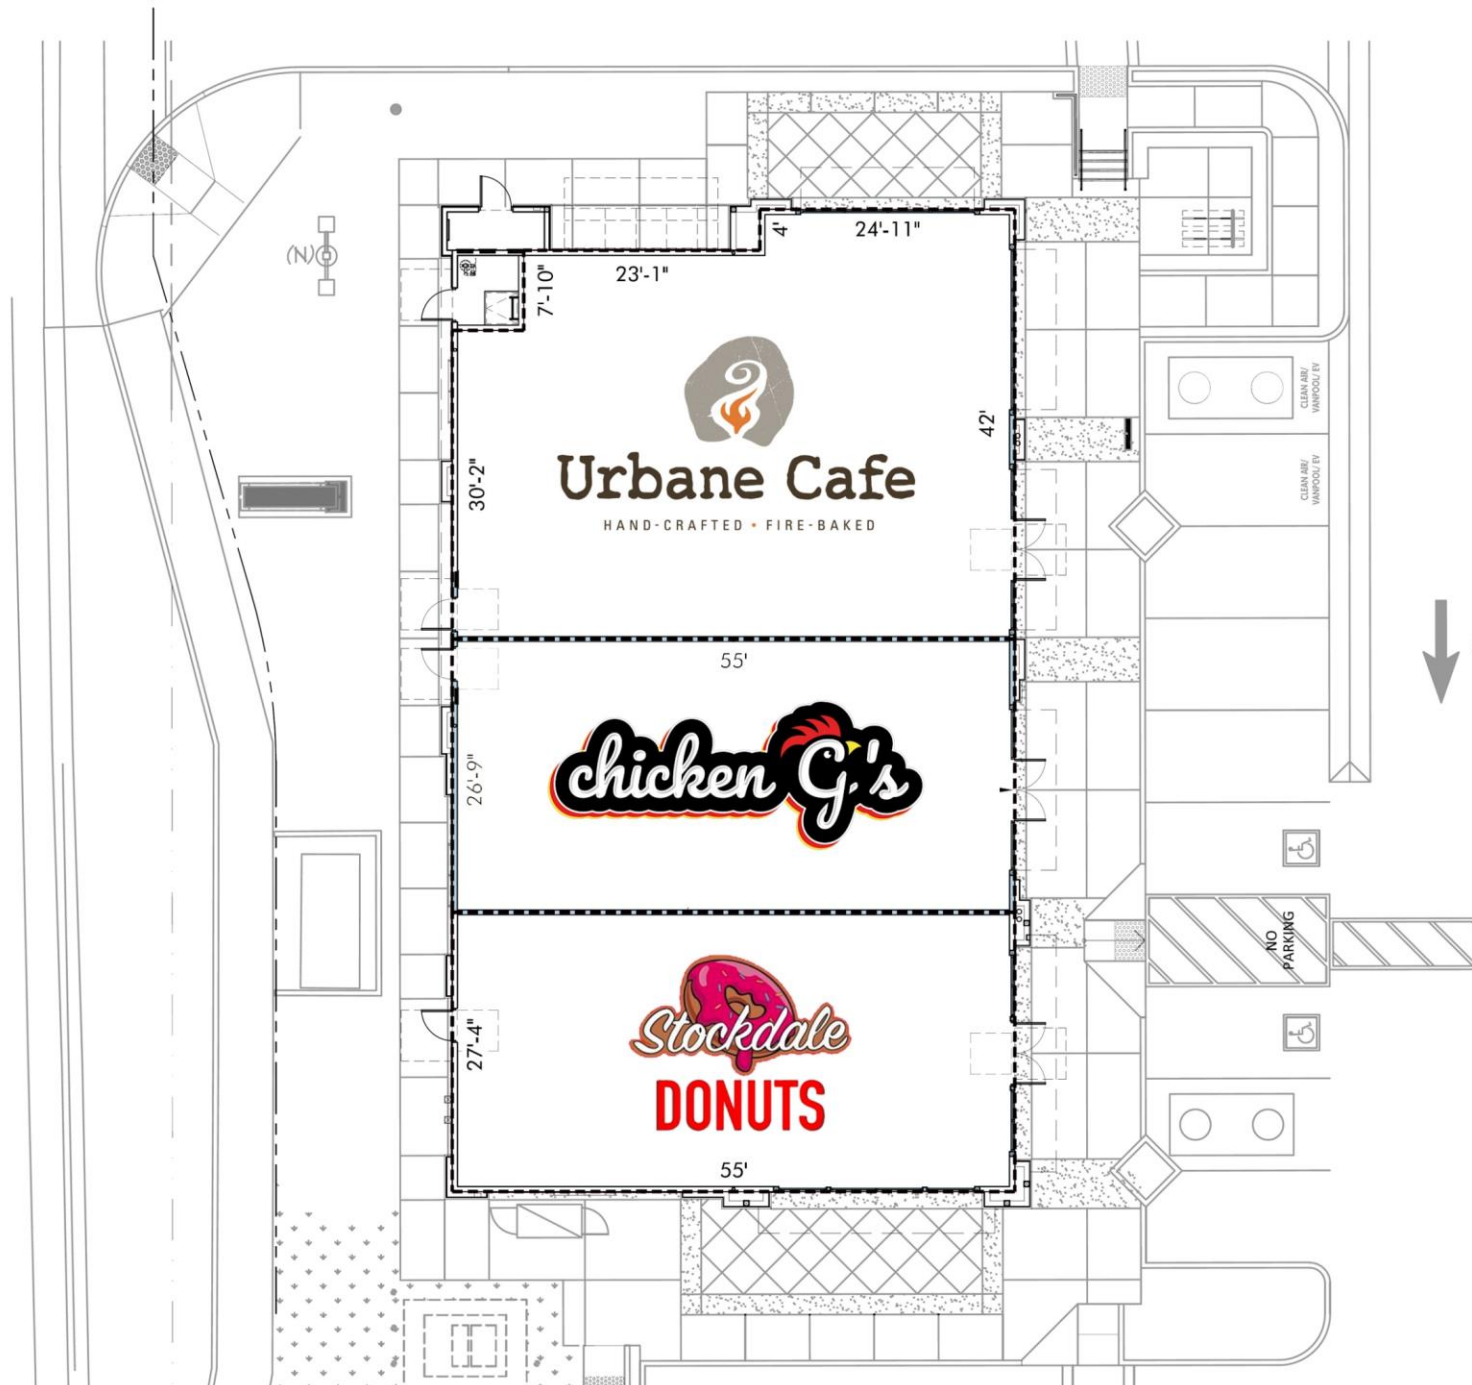 4'
24'-11"
23'-1"
7'-10"
(N)
CLEAN AIR/
VANPOOL/ EV
42'
Urbane Cafe
30'-2"
HAND-CRAFTED • FIRE-BAKED
CLEAN AIR/
VANPOOL/ EV
55'
chicken G's
26'-9"
NO
PARKING
Stockdale
DONUTS
27'-4"
55'